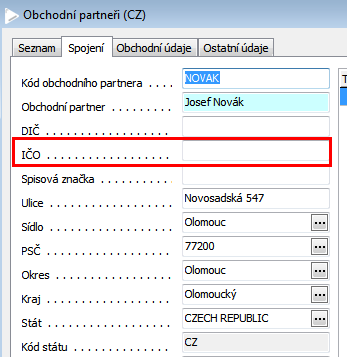 Obchodní partneři (CZ)
Seznam Spojení Obchodní údaje Ostatní údaje
Kód obchodního partnera . . . . NOVAK
Obchodní partner . . . . . . . . . Josef Novák
DIČ . . . . . . . . . . . . . . . . . .
IČO . . . . . . . . . . . . . . . . . .
Spisová značka . . . . . . . . . . .
Ulice . . . . . . . . . . . . . . . . . Novosadská 547
Sídlo . . . . . . . . . . . . . . . . . Olomouc ...
PSČ . . . . . . . . . . . . . . . . . . 77200 ...
Okres . . . . . . . . . . . . . . . . Olomouc ...
Kraj . . . . . . . . . . . . . . . . . Olomoucký ...
Stát . . . . . . . . . . . . . . . . . CZECH REPUBLIC ...
Kód státu . . . . . . . . . . . . . . CZ